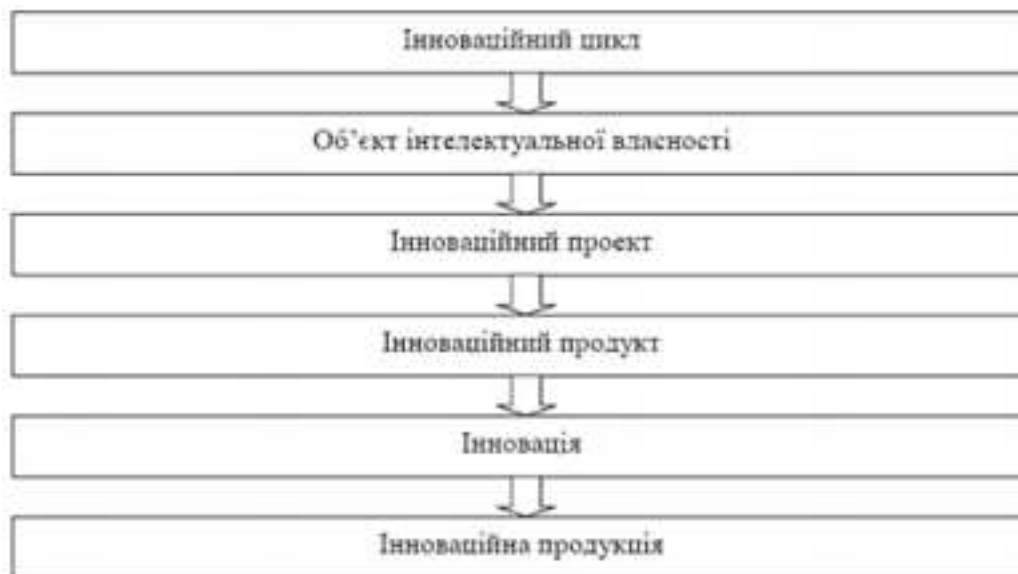 Інноваційний цикл
Об’єкт інтелектуальної власності
Інноваційний проект
Інноваційний продукт
Інновація
Інноваційна продукція